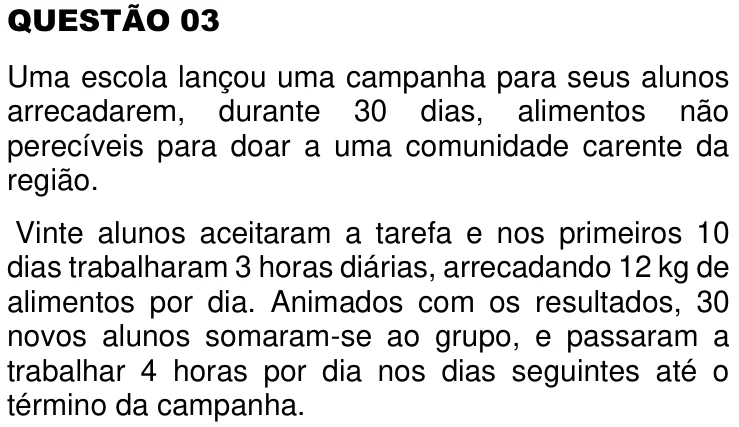 QUESTÃO 03
Uma escola lançou uma campanha para seus alunos
arrecadarem, durante 30 dias, alimentos não
perecíveis para doar a uma comunidade carente da
região.
Vinte alunos aceitaram a tarefa e nos primeiros 10
dias trabalharam 3 horas diárias, arrecadando 12 kg de
alimentos por dia. Animados com os resultados, 30
novos alunos somaram-se ao grupo, e passaram a
trabalhar 4 horas por dia nos dias seguintes até o
término da campanha.